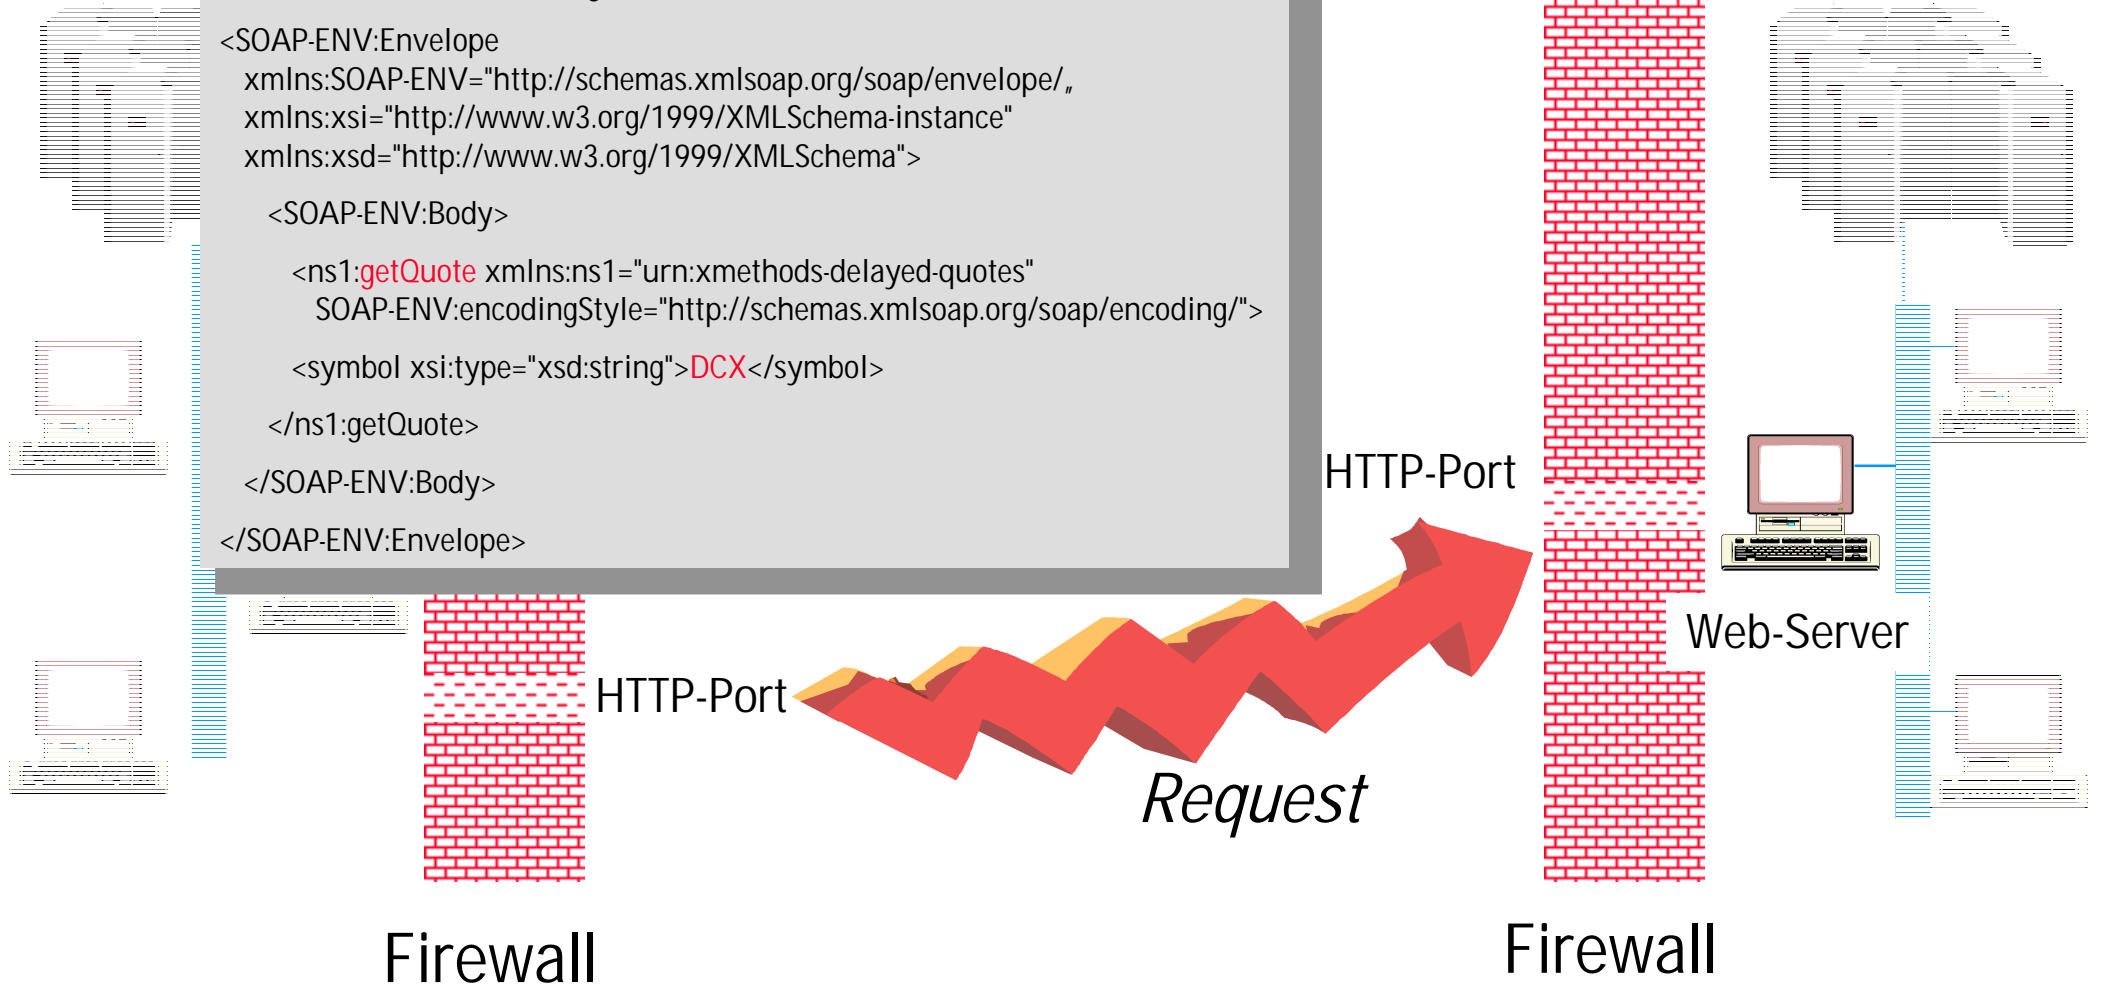 <SOAP-ENV:Envelope
xmlns:SOAP-ENV="http://schemas.xmlsoap.org/soap/envelope/„
xmlns:xsi="http://www.w3.org/1999/XMLSchema-instance"
xmlns:xsd="http://www.w3.org/1999/XMLSchema">
<SOAP-ENV:Body>
<ns1:getQuote xmlns:ns1="urn:xmethods-delayed-quotes"
SOAP-ENV:encodingStyle="http://schemas.xmlsoap.org/soap/encoding/">
<symbol xsi:type="xsd:string">DCX</symbol>
</ns1:getQuote>
</SOAP-ENV:Body>
</SOAP-ENV:Envelope>
HTTP-Port
Web-Server
HTTP-Port
Request
Firewall
Firewall